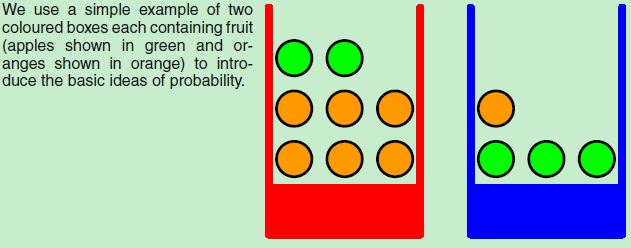 We use a simple example of two
coloured boxes each containing fruit
(apples shown in green and or-
anges shown in orange) to intro-
duce the basic ideas of probability.